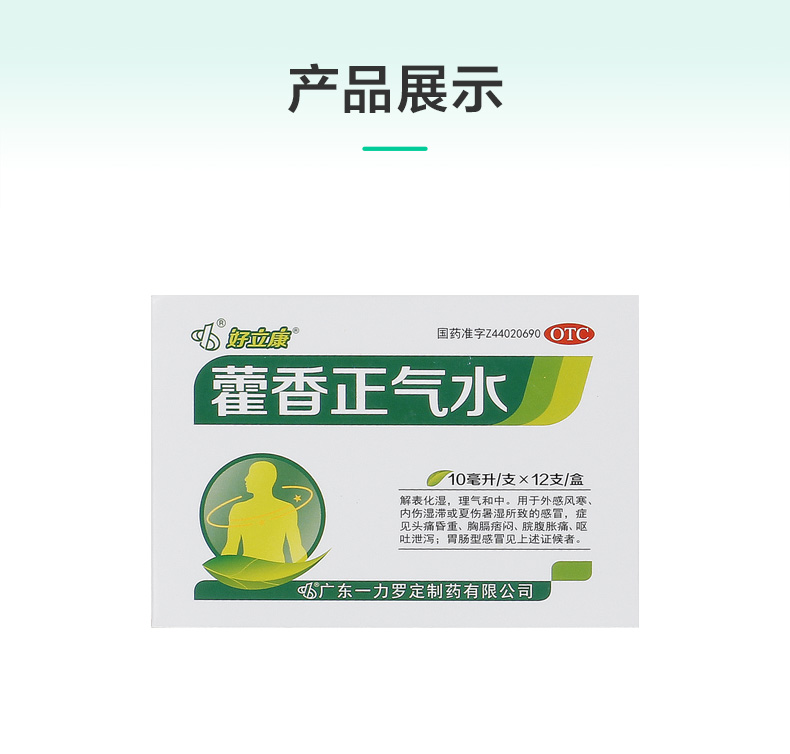 产品展示
好立康®
国药准字Z44020690 OTC
藿香正气水
10毫升/支×12支/盒
解表化湿，理气和中。用于外感风寒、
内伤湿滞或夏伤暑湿所致的感冒，症
见头痛昏重、胸膈痞闷、脘腹胀痛、呕
吐泄泻；胃肠型感冒见上述证候者。
广东一力罗定制药有限公司